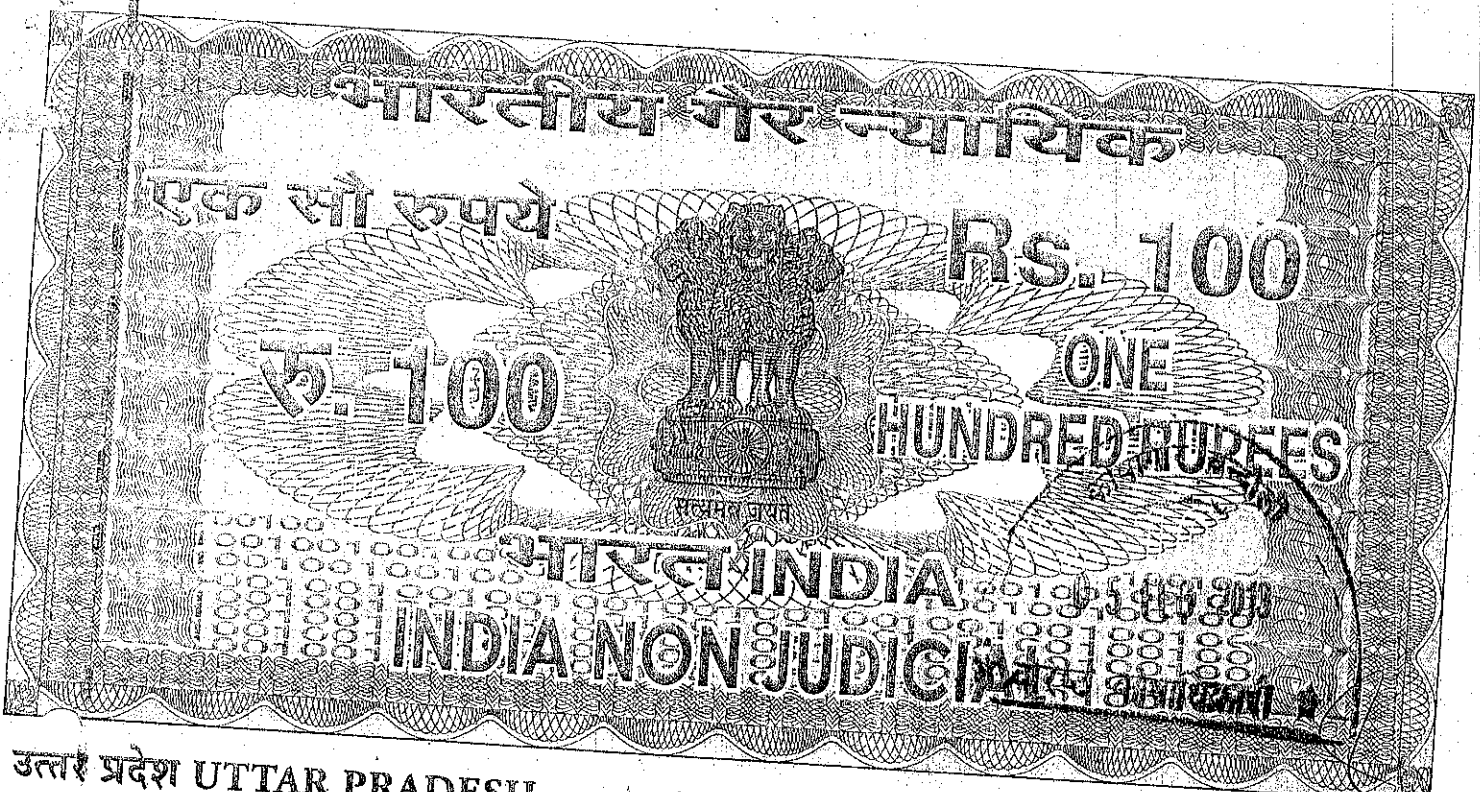 भारतीय गैर न्यायिक
एक सौ रुपये
Rs. 100
रु. 100
ONE
HUNDRED RUPEES
सत्यमेव जयते
भारत INDIA
INDIA NON JUDICIAL
उत्तर प्रदेश UTTAR PRADESH